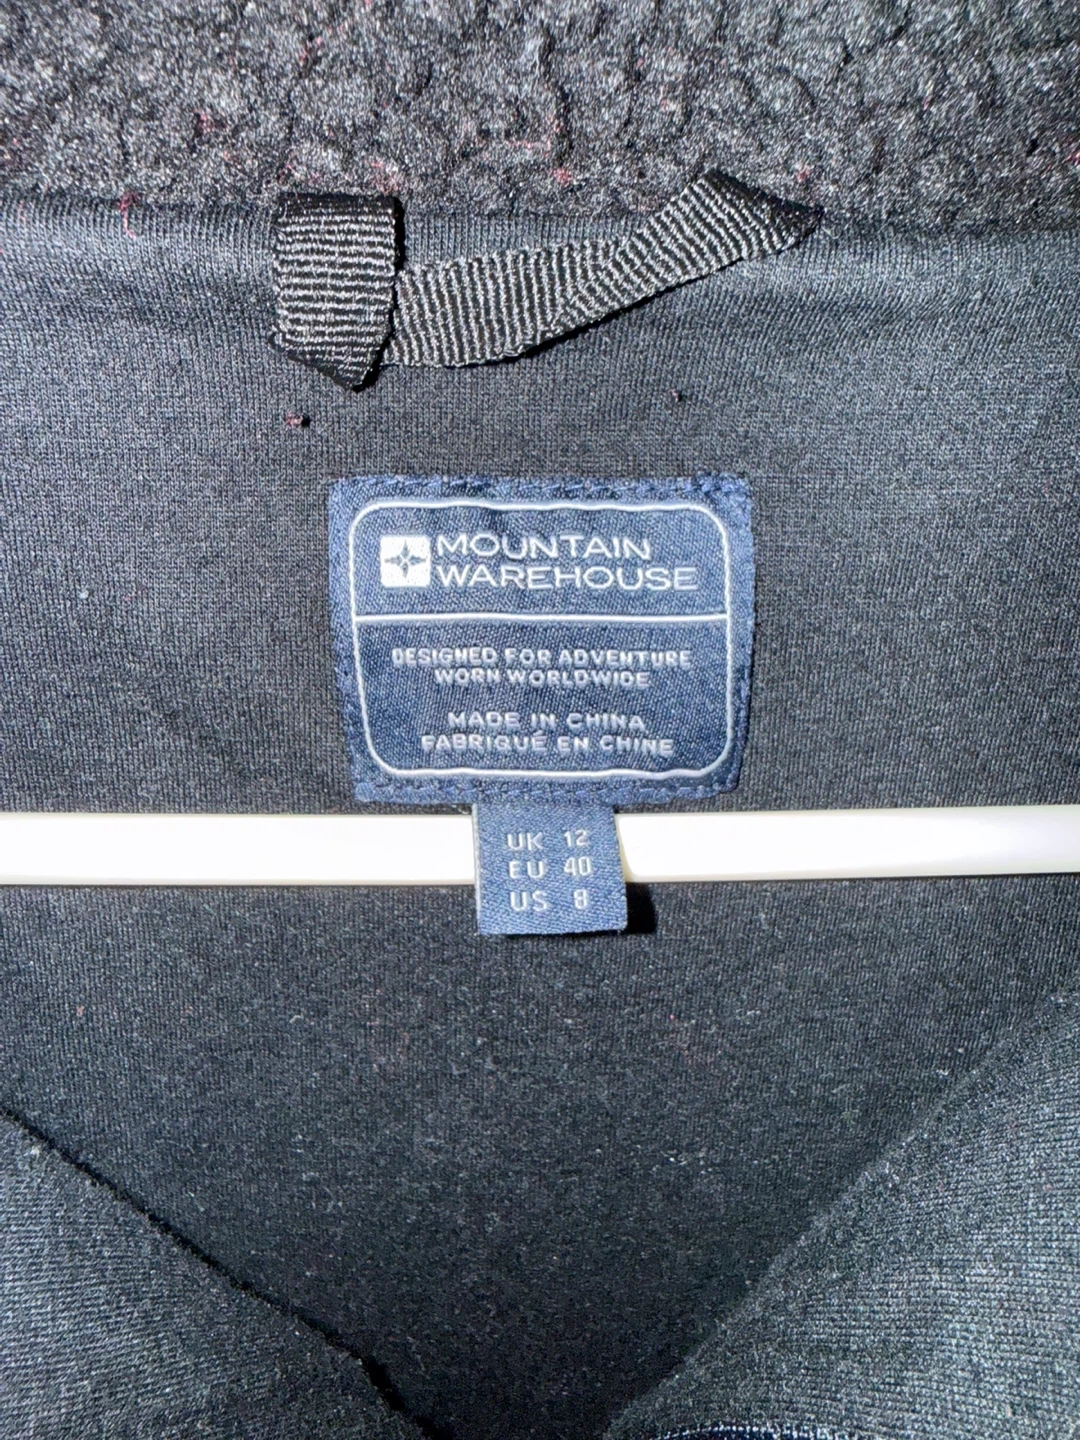 MOUNTAIN
WAREHOUSE
DESIGNED FOR ADVENTURE
WORN WORLDWIDE
MADE IN CHINA
FABRIQUÉ EN CHINE
UK 12
EU 40
US 8